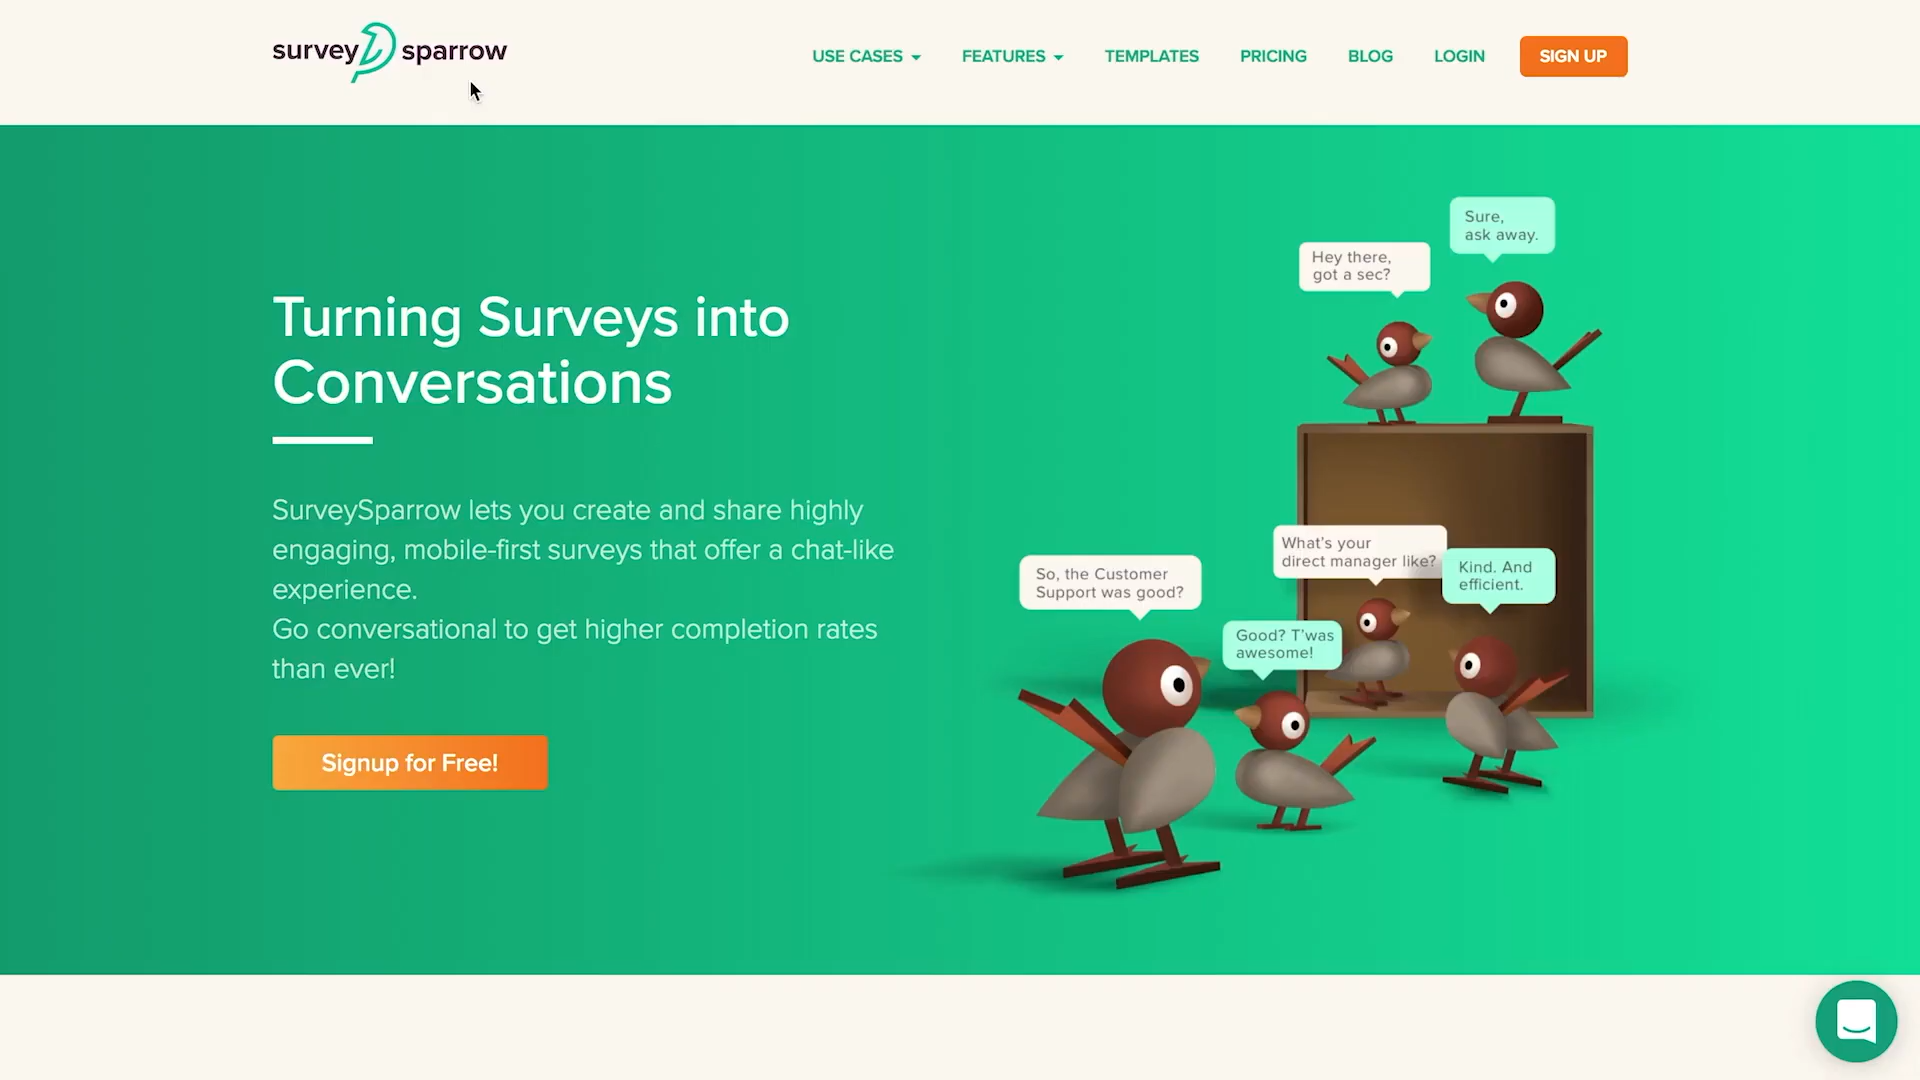 survey sparrow
USE CASES
FEATURES
TEMPLATES
PRICING
BLOG
LOGIN
SIGN UP
Turning Surveys into
Conversations
SurveySparrow lets you create and share highly
engaging, mobile-first surveys that offer a chat-like
experience.
Go conversational to get higher completion rates
than ever!
Signup for Free!
Hey there,
got a sec?
Sure,
ask away.
What's your
direct manager like?
Kind. And
efficient.
So, the Customer
Support was good?
Good? T'was
awesome!